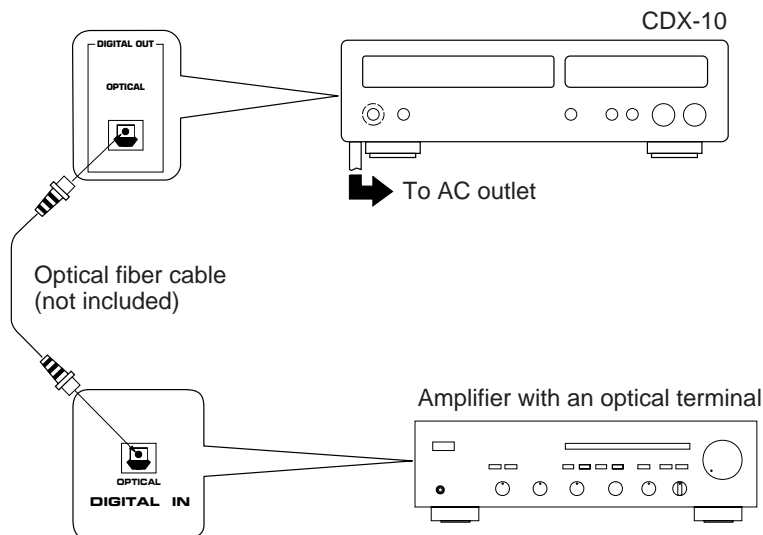 CDX-10
DIGITAL OUT
OPTICAL
To AC outlet
Optical fiber cable
(not included)
Amplifier with an optical terminal
OPTICAL
DIGITAL IN